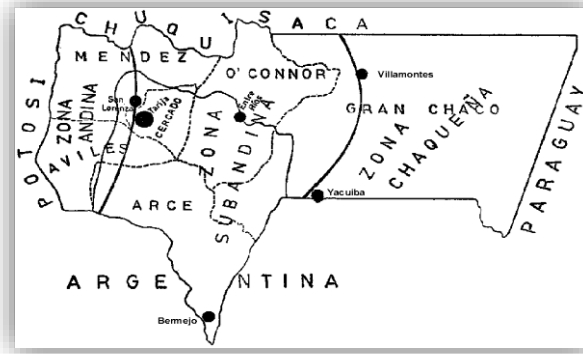 CHUQUISACA
MENDEZ
O'CONNOR
Villamontes
POTOSI
ZONA
ANDINA
San
Lorenzo
Tarija
CERCADO
Entre
Rios
GRAN CHACO
ZONA
CHAQUEÑA
ZONA
SUBANDINA
AVILES
ARCE
Yacuiba
PARAGUAY
ARGENTINA
Bermejo